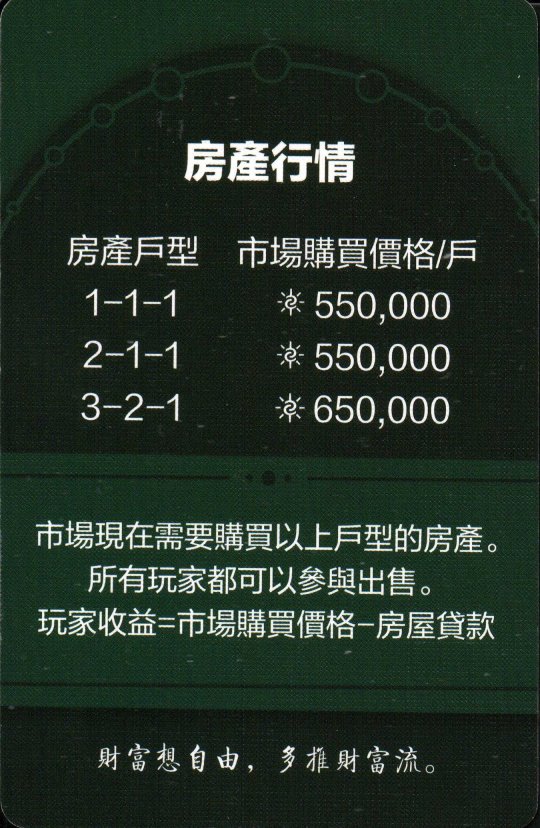 房產行情
房產戶型 市場購買價格/戶
1-1-1 550,000
2-1-1 550,000
3-2-1 650,000
市場現在需要購買以上戶型的房產。
所有玩家都可以參與出售。
玩家收益=市場購買價格-房屋貸款
財富想自由，多推財富流。